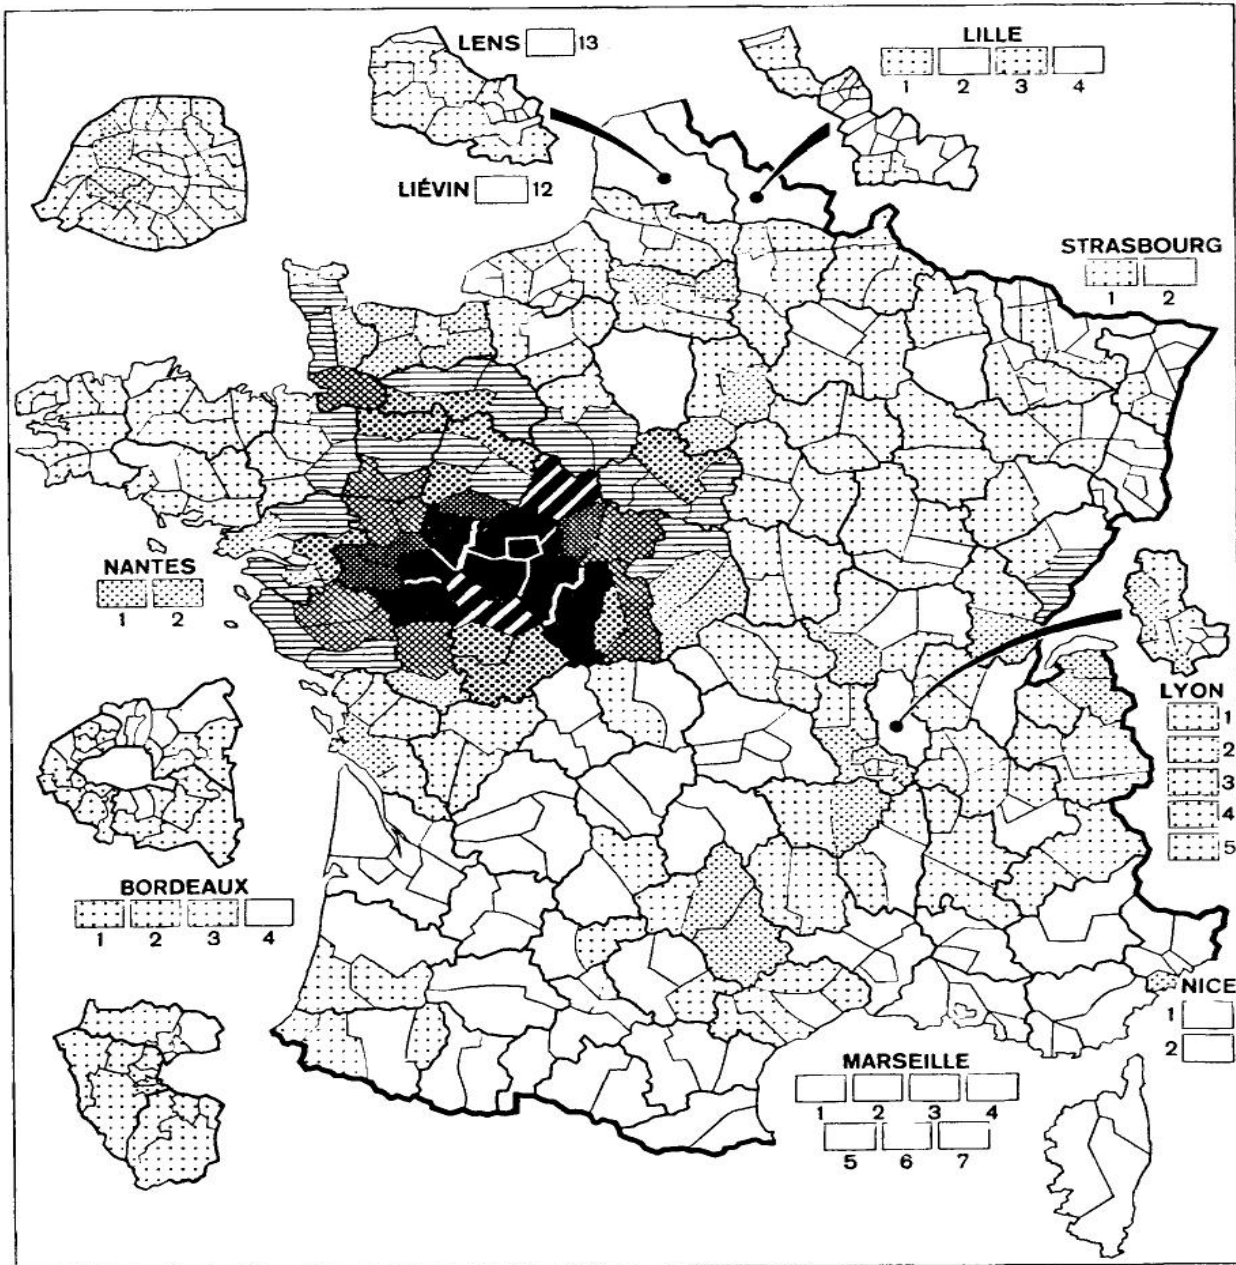 LENS 13
LILLE
1 2 3 4
LIÉVIN 12
STRASBOURG
1 2
NANTES
1 2
LYON
1
2
3
4
5
BORDEAUX
1 2 3 4
NICE
1
2
MARSEILLE
1 2 3 4
5 6 7